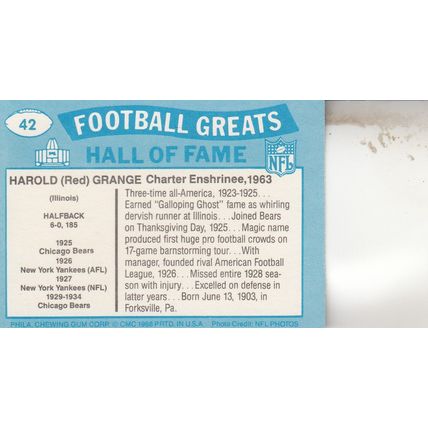 42
FOOTBALL GREATS
HALL OF FAME
NFL
HAROLD (Red) GRANGE Charter Enshrinee, 1963
(Illinois)
HALFBACK
6-0, 185
1925
Chicago Bears
1926
New York Yankees (AFL)
1927
New York Yankees (NFL)
1929-1934
Chicago Bears
Three-time all-America, 1923-1925...
Earned "Galloping Ghost" fame as whirling
dervish runner at Illinois... Joined Bears
on Thanksgiving Day, 1925... Magic name
produced first huge pro football crowds on
17-game barnstorming tour... With
manager, founded rival American Football
League, 1926... Missed entire 1928 sea-
son with injury... Excelled on defense in
latter years... Born June 13, 1903, in
Forksville, Pa.
PHILA. CHEWING GUM CORP. © CMC 1988 PRTD. IN U.S.A. Photo Credit: NFL PHOTOS